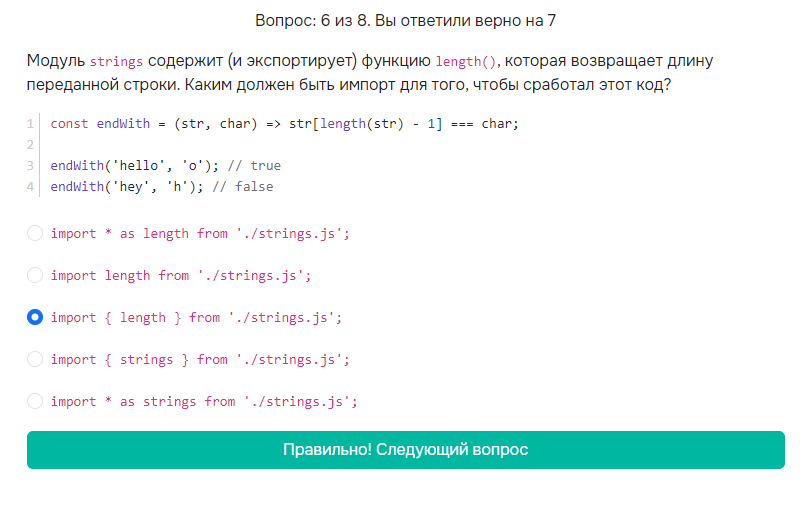 Вопрос: 6 из 8. Вы ответили верно на 7
Модуль strings содержит (и экспортирует) функцию length(), которая возвращает длину
переданной строки. Каким должен быть импорт для того, чтобы сработал этот код?
1 const endWith = (str, char) => str[length(str) - 1] === char;
2
3 endWith('hello', 'o'); // true
4 endWith('hey', 'h'); // false
import * as length from './strings.js';
import length from './strings.js';
import { length } from './strings.js';
import { strings } from './strings.js';
import * as strings from './strings.js';
Правильно! Следующий вопрос